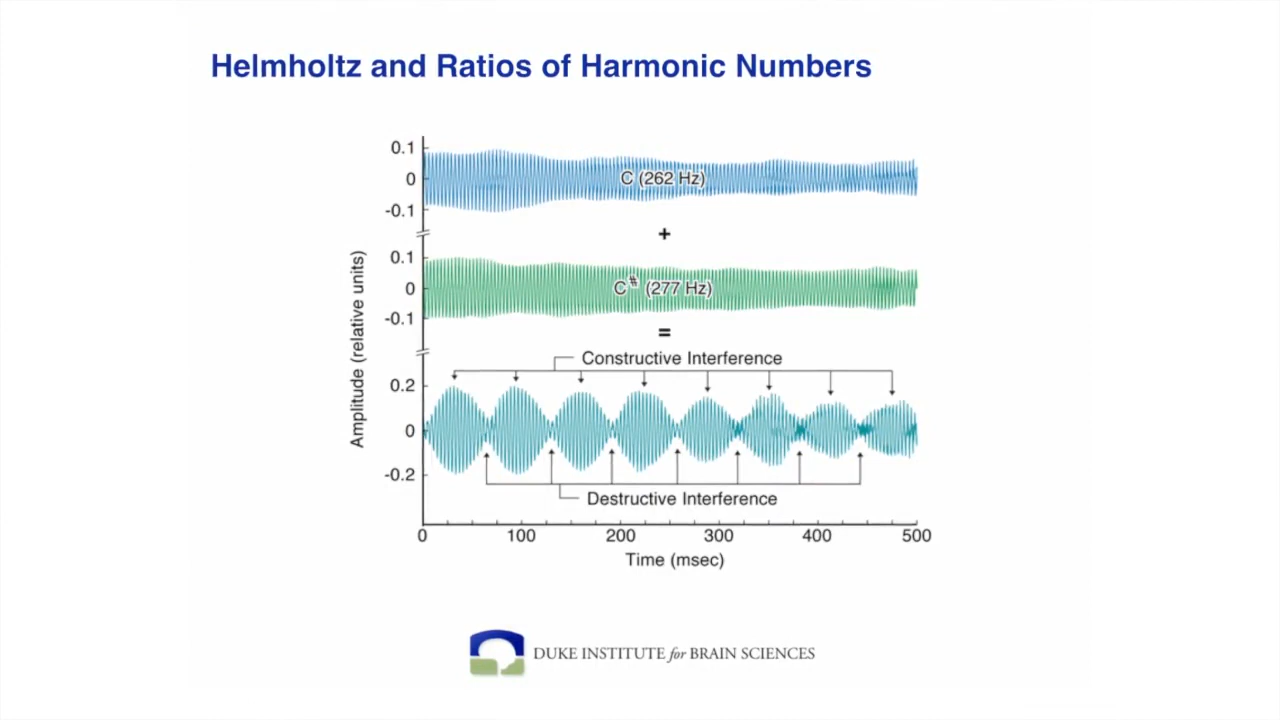 Helmholtz and Ratios of Harmonic Numbers
0.1
0
-0.1
C (262 Hz)
+
0.1
0
-0.1
C# (277 Hz)
=
Constructive Interference
0.2
0
-0.2
Destructive Interference
Amplitude (relative units)
0 100 200 300 400 500
Time (msec)
DUKE INSTITUTE for BRAIN SCIENCES